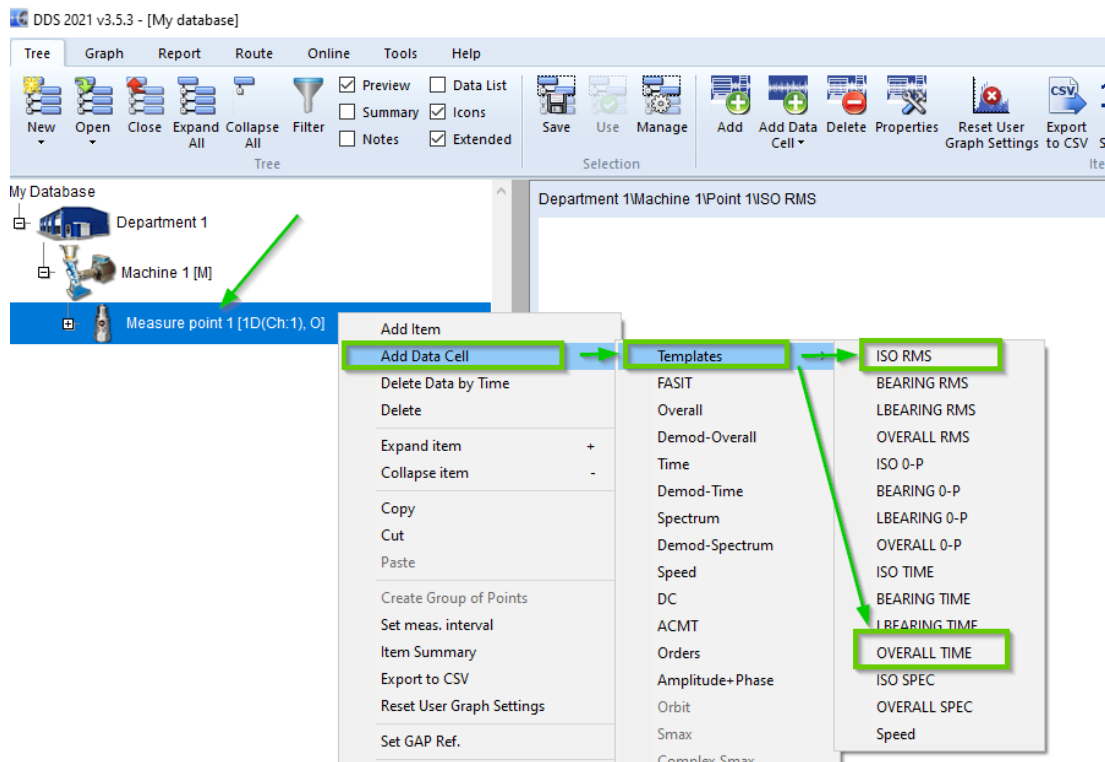 DDS 2021 v3.5.3 - [My database]
Tree Graph Report Route Online Tools Help
New Open Close Expand All Collapse All Filter
Preview Data List
Summary Icons
Notes Extended
Save Use Manage
Add Add Data Cell Delete Properties Reset User Graph Settings Export to CSV
Tree Selection
My Database
Department 1
Machine 1 [M]
Measure point 1 [1D(Ch:1), O]
Department 1\Machine 1\Point 1\ISO RMS
Add Item
Add Data Cell
Delete Data by Time
Delete
Expand item +
Collapse item -
Copy
Cut
Paste
Create Group of Points
Set meas. interval
Item Summary
Export to CSV
Reset User Graph Settings
Set GAP Ref.
Templates
FASIT
Overall
Demod-Overall
Time
Demod-Time
Spectrum
Demod-Spectrum
Speed
DC
ACMT
Orders
Amplitude+Phase
Orbit
Smax
Complex Smax
ISO RMS
BEARING RMS
LBEARING RMS
OVERALL RMS
ISO 0-P
BEARING 0-P
LBEARING 0-P
OVERALL 0-P
ISO TIME
BEARING TIME
LBEARING TIME
OVERALL TIME
ISO SPEC
OVERALL SPEC
Speed